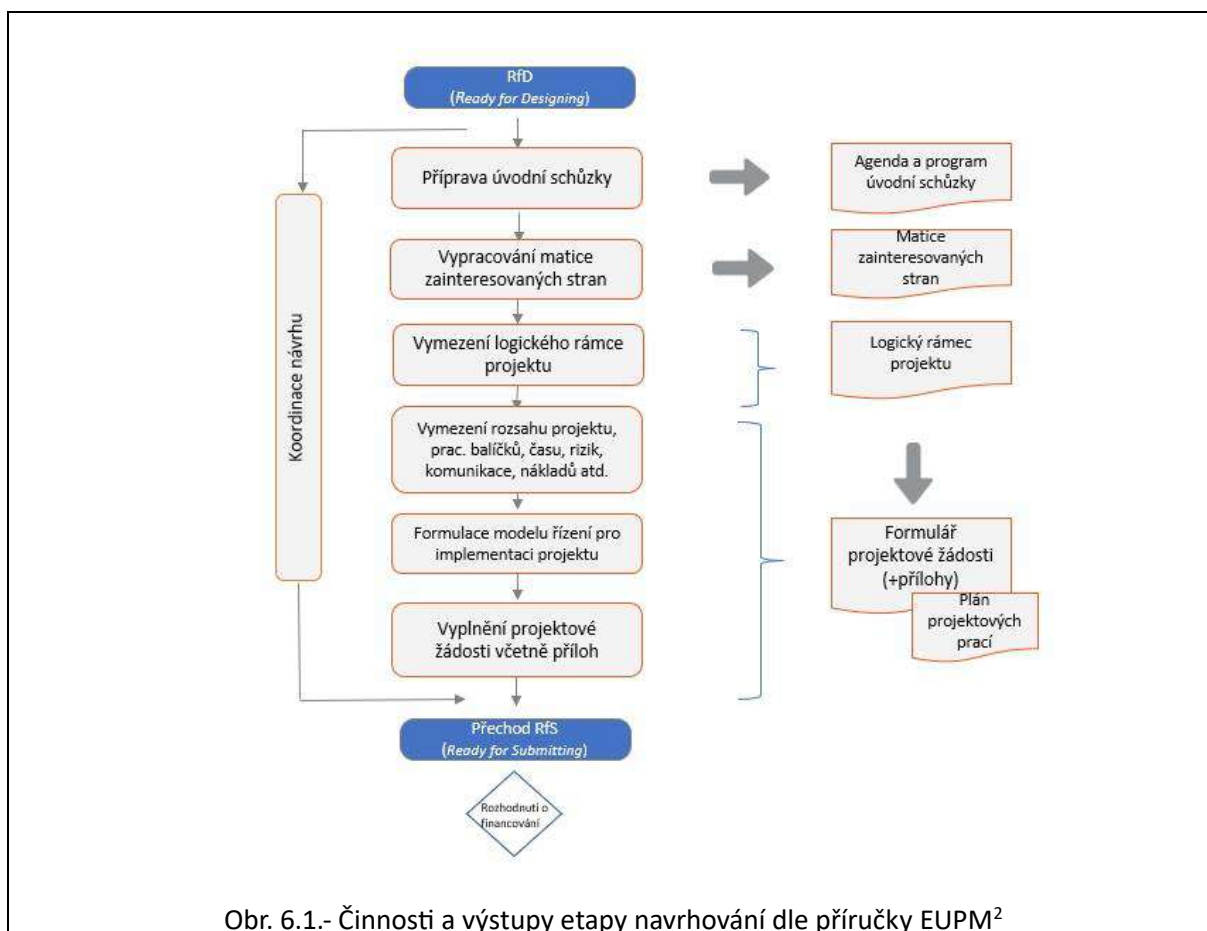 RfD
(Ready for Designing)
Příprava úvodní schůzky
Agenda a program
úvodní schůzky
Vypracování matice
zainteresovaných stran
Matice
zainteresovaných
stran
Koordinace návrhu
Vymezení logického rámce
projektu
Logický rámec
projektu
Vymezení rozsahu projektu,
prac. balíčků, času, rizik,
komunikace, nákladů atd.
Formulace modelu řízení pro
implementaci projektu
Formulář
projektové žádosti
(+přílohy)
Plán
projektových
prací
Vyplnění projektové
žádosti včetně příloh
Přechod RfS
(Ready for Submitting)
Rozhodnutí o
financování
Obr. 6.1.- Činnosti a výstupy etapy navrhování dle příručky EUPM²